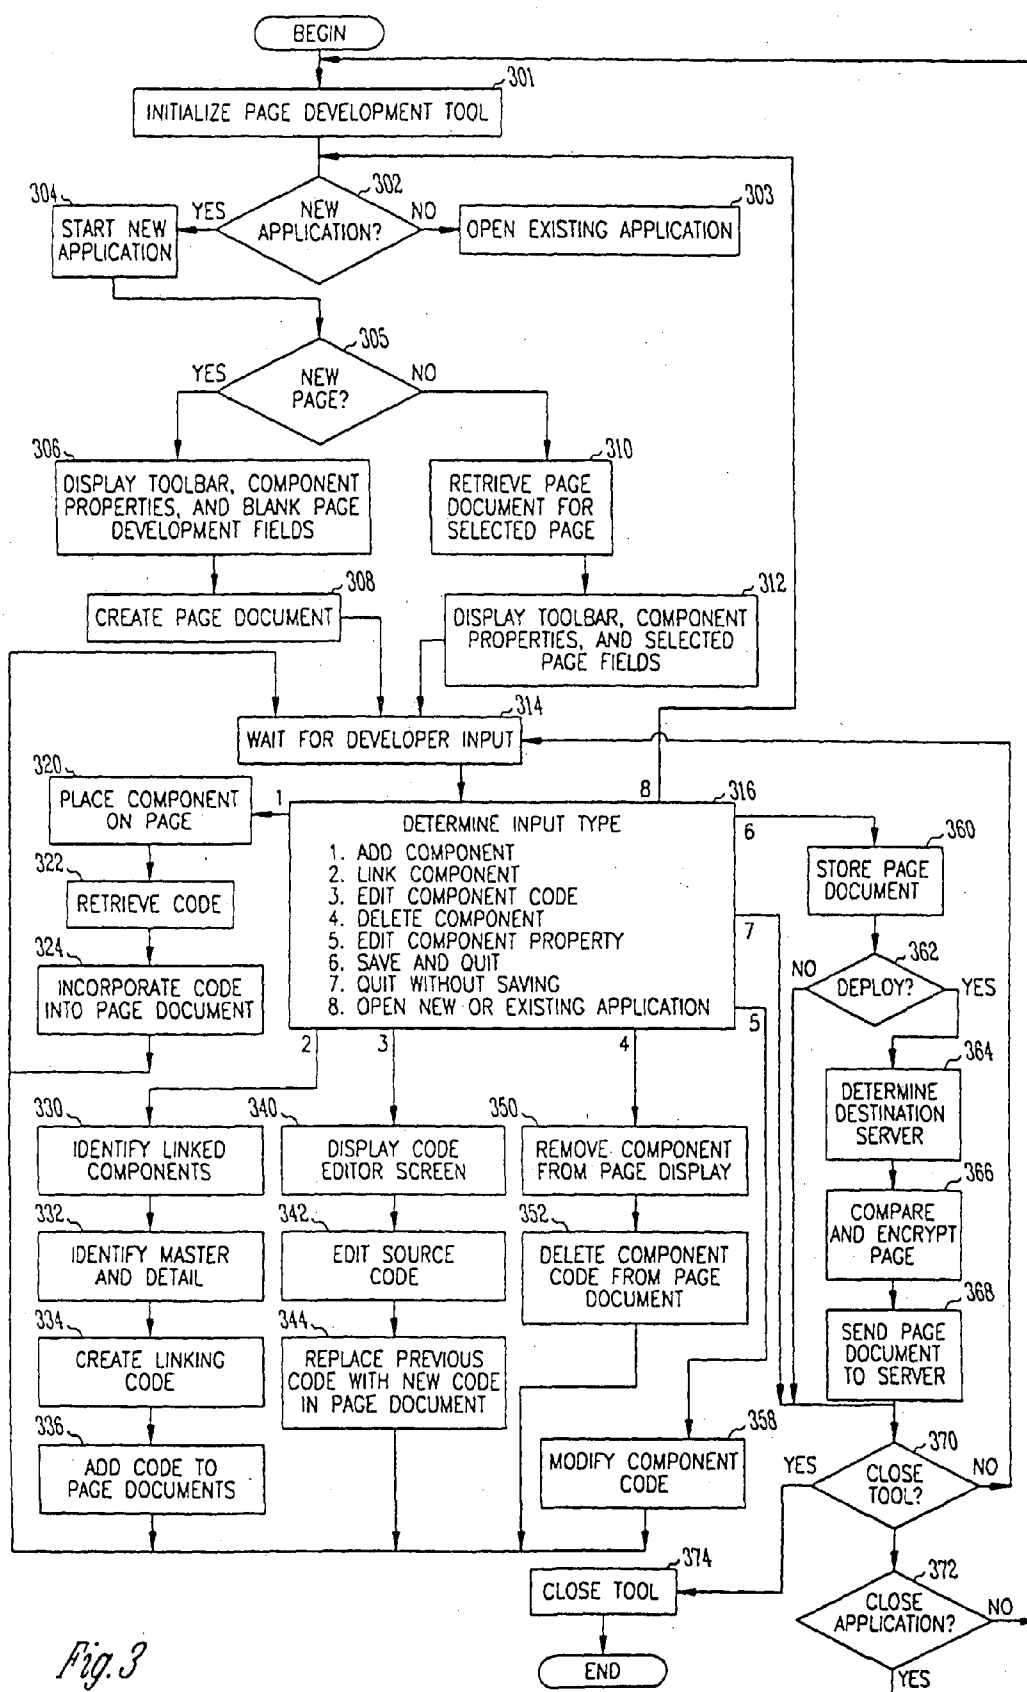 BEGIN
301
INITIALIZE PAGE DEVELOPMENT TOOL
302
NEW
APPLICATION?
YES
NO
304
START NEW
APPLICATION
303
OPEN EXISTING APPLICATION
305
NEW
PAGE?
YES
NO
306
DISPLAY TOOLBAR, COMPONENT
PROPERTIES, AND BLANK PAGE
DEVELOPMENT FIELDS
310
RETRIEVE PAGE
DOCUMENT FOR
SELECTED PAGE
308
CREATE PAGE DOCUMENT
312
DISPLAY TOOLBAR, COMPONENT
PROPERTIES, AND SELECTED
PAGE FIELDS
314
WAIT FOR DEVELOPER INPUT
320
PLACE COMPONENT
ON PAGE
1
8
316
DETERMINE INPUT TYPE
1. ADD COMPONENT
2. LINK COMPONENT
3. EDIT COMPONENT CODE
4. DELETE COMPONENT
5. EDIT COMPONENT PROPERTY
6. SAVE AND QUIT
7. QUIT WITHOUT SAVING
8. OPEN NEW OR EXISTING APPLICATION
6
7
5
2
3
4
322
RETRIEVE CODE
324
INCORPORATE CODE
INTO PAGE DOCUMENT
360
STORE PAGE
DOCUMENT
362
DEPLOY?
NO
YES
364
DETERMINE
DESTINATION
SERVER
366
COMPARE
AND ENCRYPT
PAGE
368
SEND PAGE
DOCUMENT
TO SERVER
330
IDENTIFY LINKED
COMPONENTS
332
IDENTIFY MASTER
AND DETAIL
334
CREATE LINKING
CODE
336
ADD CODE TO
PAGE DOCUMENTS
340
DISPLAY CODE
EDITOR SCREEN
342
EDIT SOURCE
CODE
344
REPLACE PREVIOUS
CODE WITH NEW CODE
IN PAGE DOCUMENT
350
REMOVE COMPONENT
FROM PAGE DISPLAY
352
DELETE COMPONENT
CODE FROM PAGE
DOCUMENT
358
MODIFY COMPONENT
CODE
370
CLOSE
TOOL?
YES
NO
374
CLOSE TOOL
372
CLOSE
APPLICATION?
NO
YES
END
Fig. 3